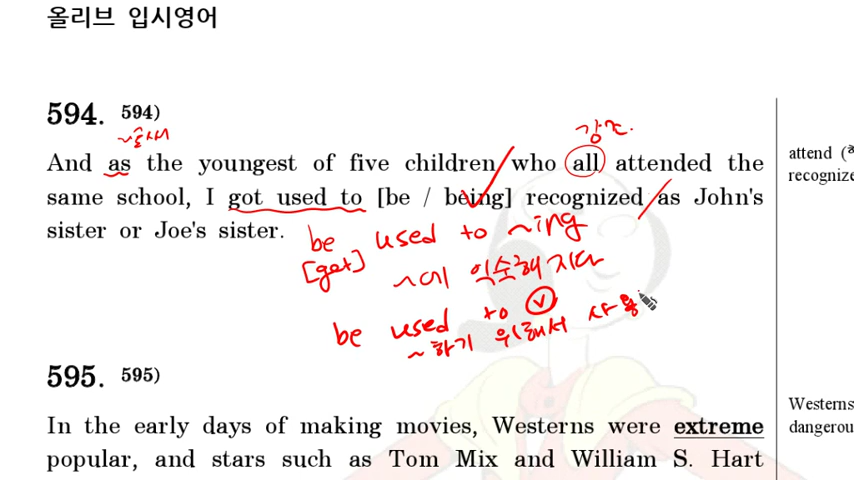 올리브 입시영어
594. 594)
~로서
강조.
And as the youngest of five children who all attended the
same school, I got used to [be / being] recognized as John's
sister or Joe's sister.
be used to ~ing
[get]
~에 익숙해지다
be used to ⓥ
~하기 위해서 사용
595. 595)
In the early days of making movies, Westerns were extreme
popular, and stars such as Tom Mix and William S. Hart
attend (
recognize
Westerns
dangerou